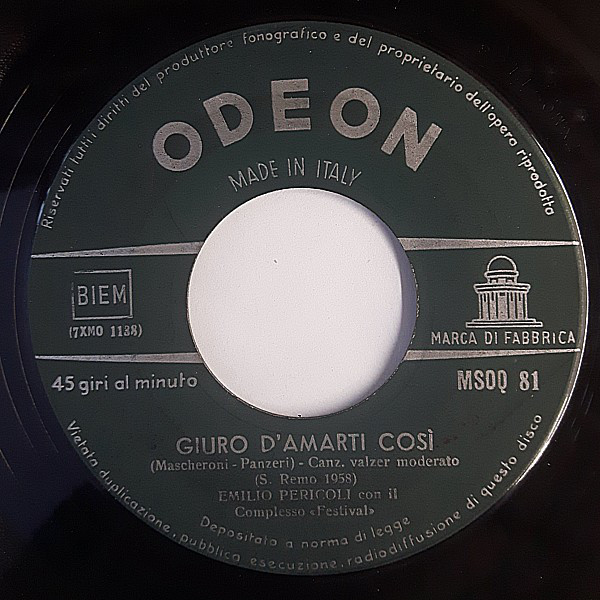 Riservati tutti i diritti del produttore fonografico e del proprietario dell'opera riprodotta
ODEON
MADE IN ITALY
BIEM
(7XMO 1138)
MARCA DI FABBRICA
45 giri al minuto
MSOQ 81
GIURO D'AMARTI COSÌ
(Mascheroni - Panzeri) - Canz. valzer moderato
(S. Remo 1958)
EMILIO PERICOLI con il
Complesso «Festival»
Depositato a norma di legge
Vietata duplicazione, pubblica esecuzione, radiodiffusione di questo disco